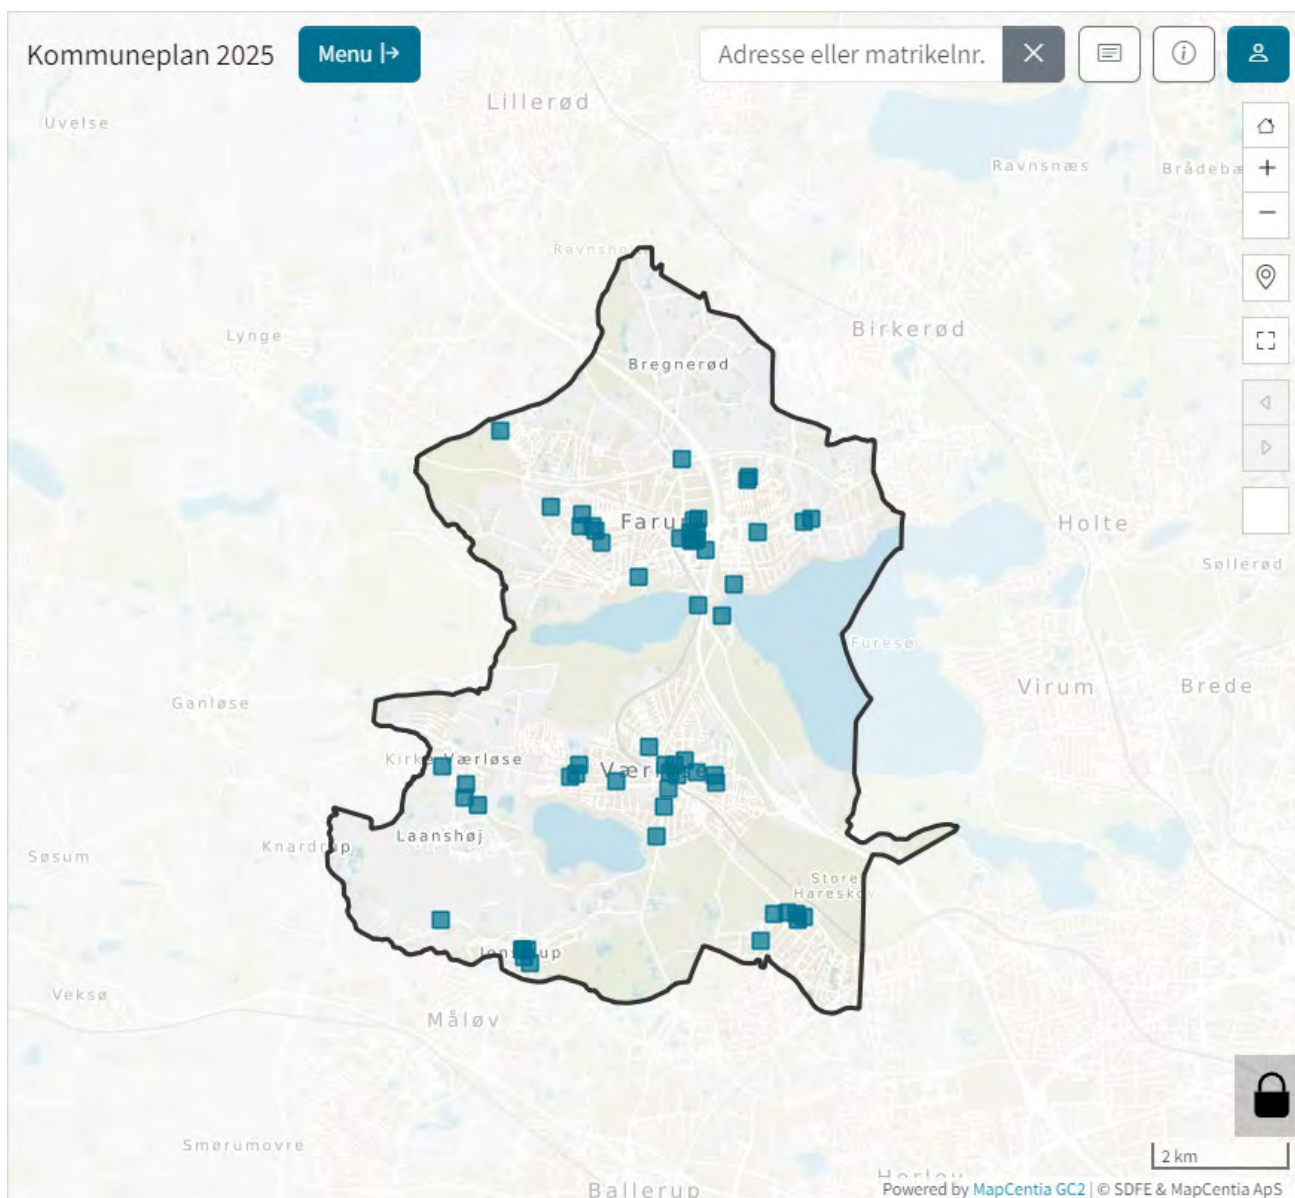 Kommuneplan 2025
Menu
Adresse eller matrikelnr.
Lillerød
Uvelse
Ravnsnæs
Lynge
Birkerød
Bregnerød
Holte
Søllerød
Furesø
Virum
Brede
Ganløse
Kirke Værløse
Laanshøj
Knardrup
Søsum
Store
Hareskov
Veksø
Måløv
Smørumovre
2 km
Ballerup
Powered by MapCentia GC2 | © SDFE & MapCentia ApS